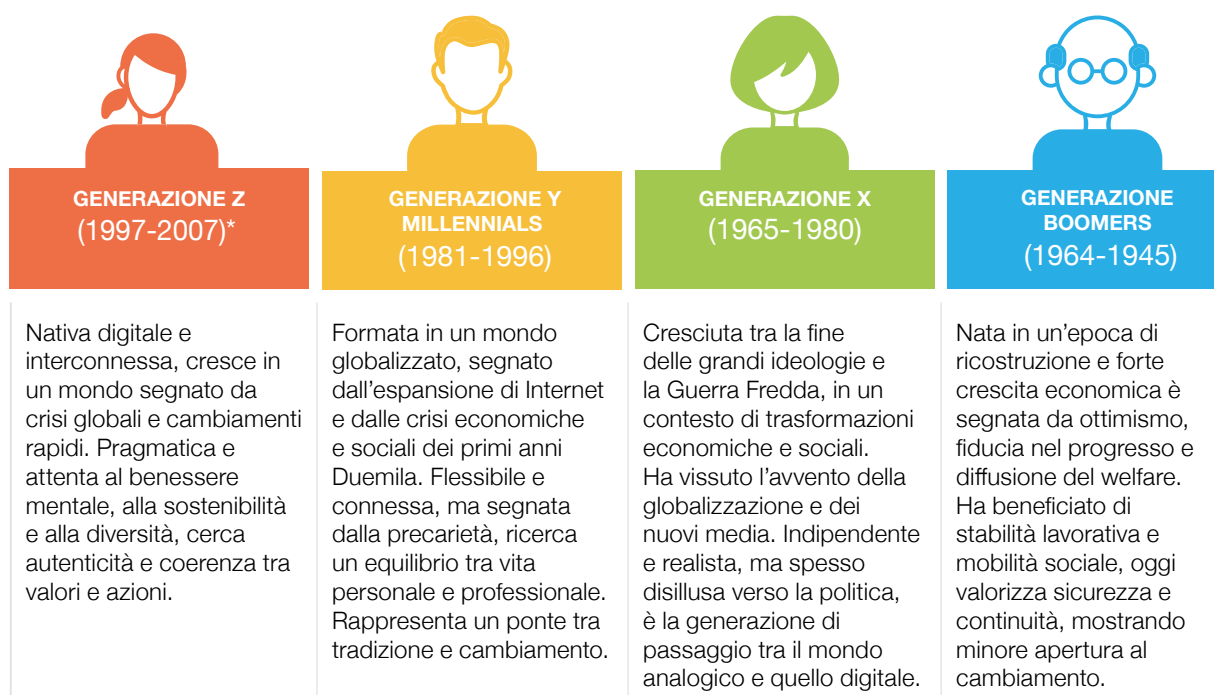 GENERAZIONE Z
(1997-2007)*
Nativa digitale e
interconnessa, cresce in
un mondo segnato da
crisi globali e cambiamenti
rapidi. Pragmatica e
attenta al benessere
mentale, alla sostenibilità
e alla diversità, cerca
autenticità e coerenza tra
valori e azioni.
GENERAZIONE Y
MILLENNIALS
(1981-1996)
Formata in un mondo
globalizzato, segnato
dall’espansione di Internet
e dalle crisi economiche
e sociali dei primi anni
Duemila. Flessibile e
connessa, ma segnata
dalla precarietà, ricerca
un equilibrio tra vita
personale e professionale.
Rappresenta un ponte tra
tradizione e cambiamento.
GENERAZIONE X
(1965-1980)
Cresciuta tra la fine
delle grandi ideologie e
la Guerra Fredda, in un
contesto di trasformazioni
economiche e sociali.
Ha vissuto l’avvento della
globalizzazione e dei
nuovi media. Indipendente
e realista, ma spesso
disillusa verso la politica,
è la generazione di
passaggio tra il mondo
analogico e quello digitale.
GENERAZIONE
BOOMERS
(1964-1945)
Nata in un’epoca di
ricostruzione e forte
crescita economica è
segnata da ottimismo,
fiducia nel progresso e
diffusione del welfare.
Ha beneficiato di
stabilità lavorativa e
mobilità sociale, oggi
valorizza sicurezza e
continuità, mostrando
minore apertura al
cambiamento.